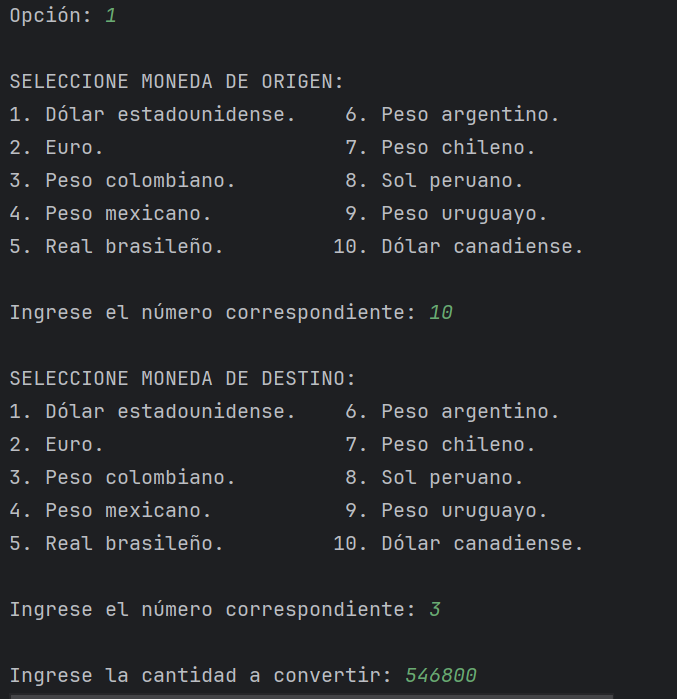 Opción: 1
SELECCIONE MONEDA DE ORIGEN:
1. Dólar estadounidense.    6. Peso argentino.
2. Euro.                    7. Peso chileno.
3. Peso colombiano.         8. Sol peruano.
4. Peso mexicano.           9. Peso uruguayo.
5. Real brasileño.         10. Dólar canadiense.
Ingrese el número correspondiente: 10
SELECCIONE MONEDA DE DESTINO:
1. Dólar estadounidense.    6. Peso argentino.
2. Euro.                    7. Peso chileno.
3. Peso colombiano.         8. Sol peruano.
4. Peso mexicano.           9. Peso uruguayo.
5. Real brasileño.         10. Dólar canadiense.
Ingrese el número correspondiente: 3
Ingrese la cantidad a convertir: 546800